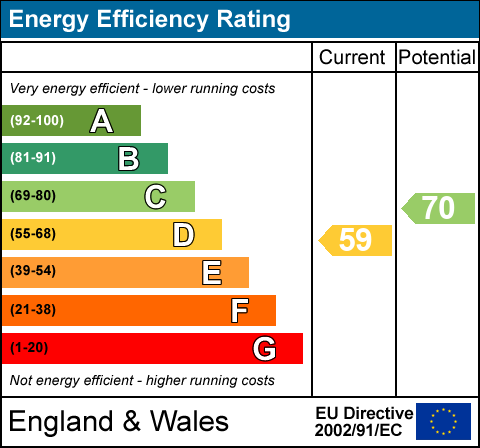 Energy Efficiency Rating
Current Potential
Very energy efficient - lower running costs
(92-100) A
(81-91) B
(69-80) C
(55-68) D
(39-54) E
(21-38) F
(1-20) G
59
70
Not energy efficient - higher running costs
England & Wales
EU Directive
2002/91/EC